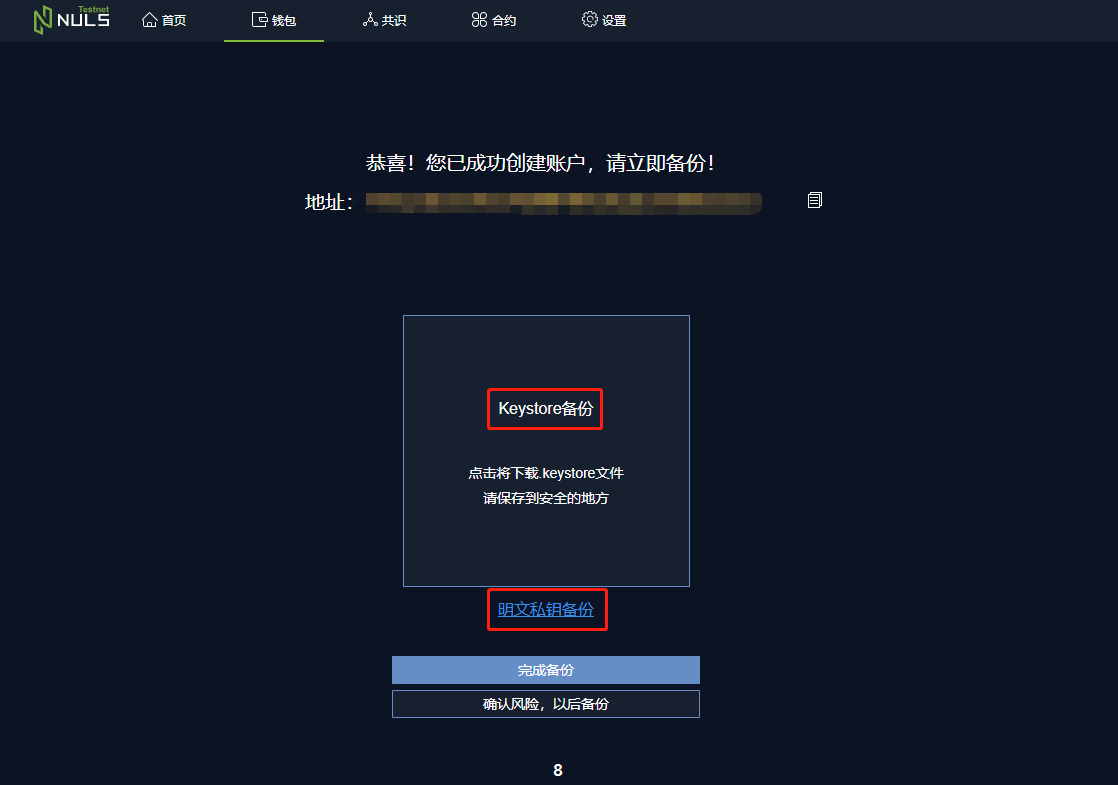 Testnet
NULS
首页 钱包 共识 合约 设置
恭喜！您已成功创建账户，请立即备份！
地址：
Keystore备份
点击将下载.keystore文件
请保存到安全的地方
明文私钥备份
完成备份
确认风险，以后备份
8